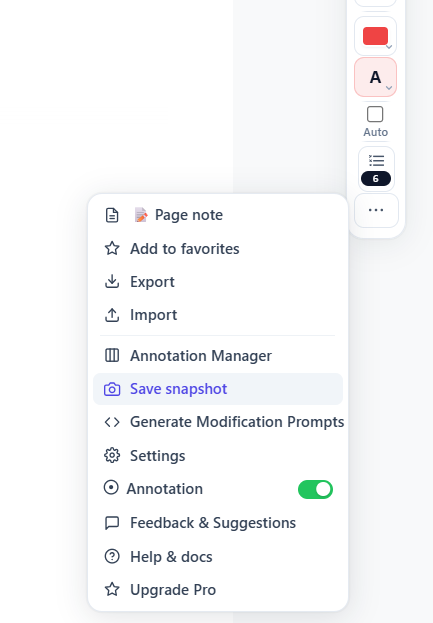 A
Auto
6
Page note
Add to favorites
Export
Import
Annotation Manager
Save snapshot
Generate Modification Prompts
Settings
Annotation
Feedback & Suggestions
Help & docs
Upgrade Pro